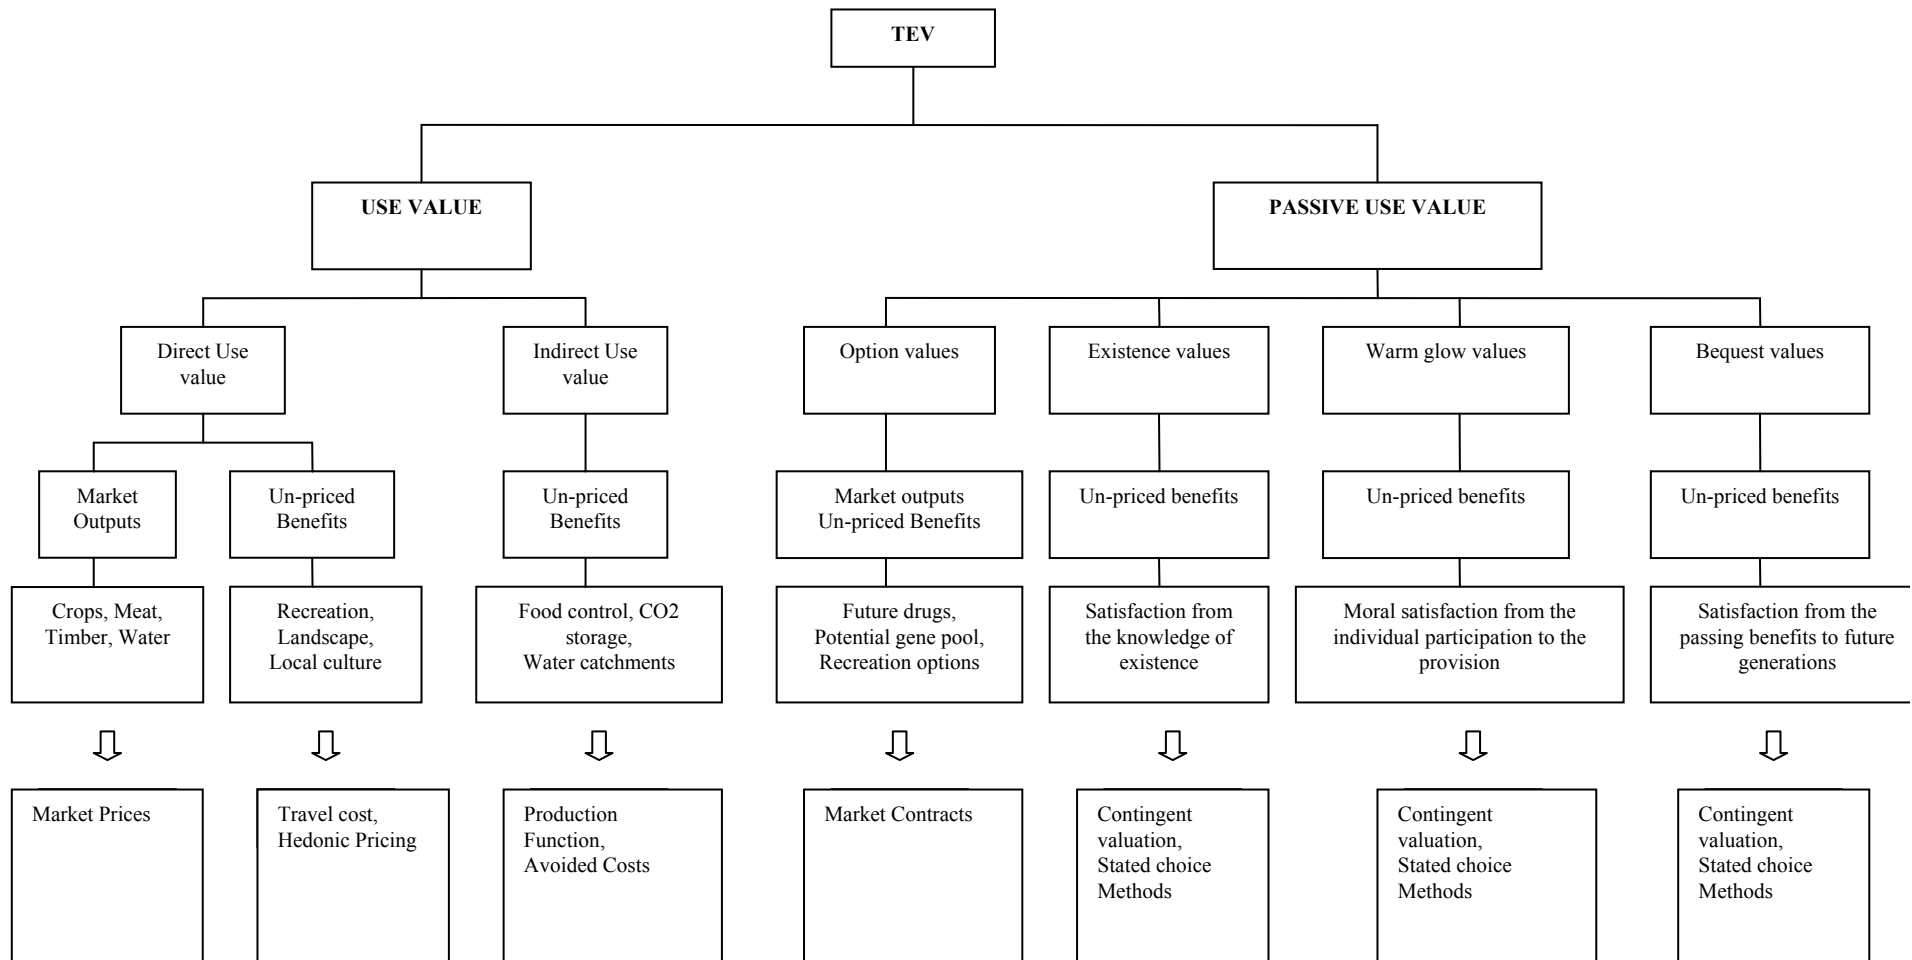 TEV
USE VALUE
PASSIVE USE VALUE
Direct Use
value
Indirect Use
value
Option values
Existence values
Warm glow values
Bequest values
Market
Outputs
Un-priced
Benefits
Un-priced
Benefits
Market outputs
Un-priced Benefits
Un-priced benefits
Un-priced benefits
Un-priced benefits
Crops, Meat,
Timber, Water
Recreation,
Landscape,
Local culture
Food control, CO2
storage,
Water catchments
Future drugs,
Potential gene pool,
Recreation options
Satisfaction from
the knowledge of
existence
Moral satisfaction from the
individual participation to the
provision
Satisfaction from the
passing benefits to future
generations
Market Prices
Travel cost,
Hedonic Pricing
Production
Function,
Avoided Costs
Market Contracts
Contingent
valuation,
Stated choice
Methods
Contingent
valuation,
Stated choice
Methods
Contingent
valuation,
Stated choice
Methods